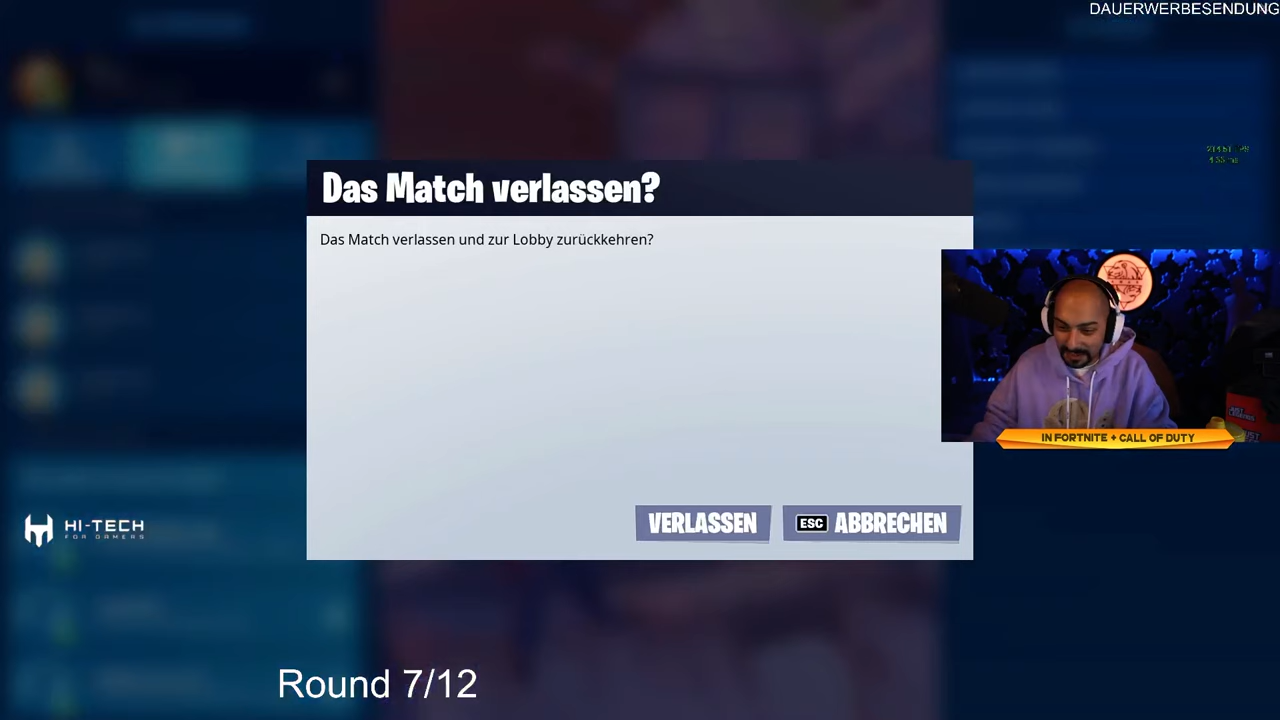 DAUERWERBESENDUNG
Das Match verlassen?
Das Match verlassen und zur Lobby zurückkehren?
IN FORTNITE + CALL OF DUTY
VERLASSEN
ESC ABBRECHEN
HI-TECH
FOR GAMERS
Round 7/12